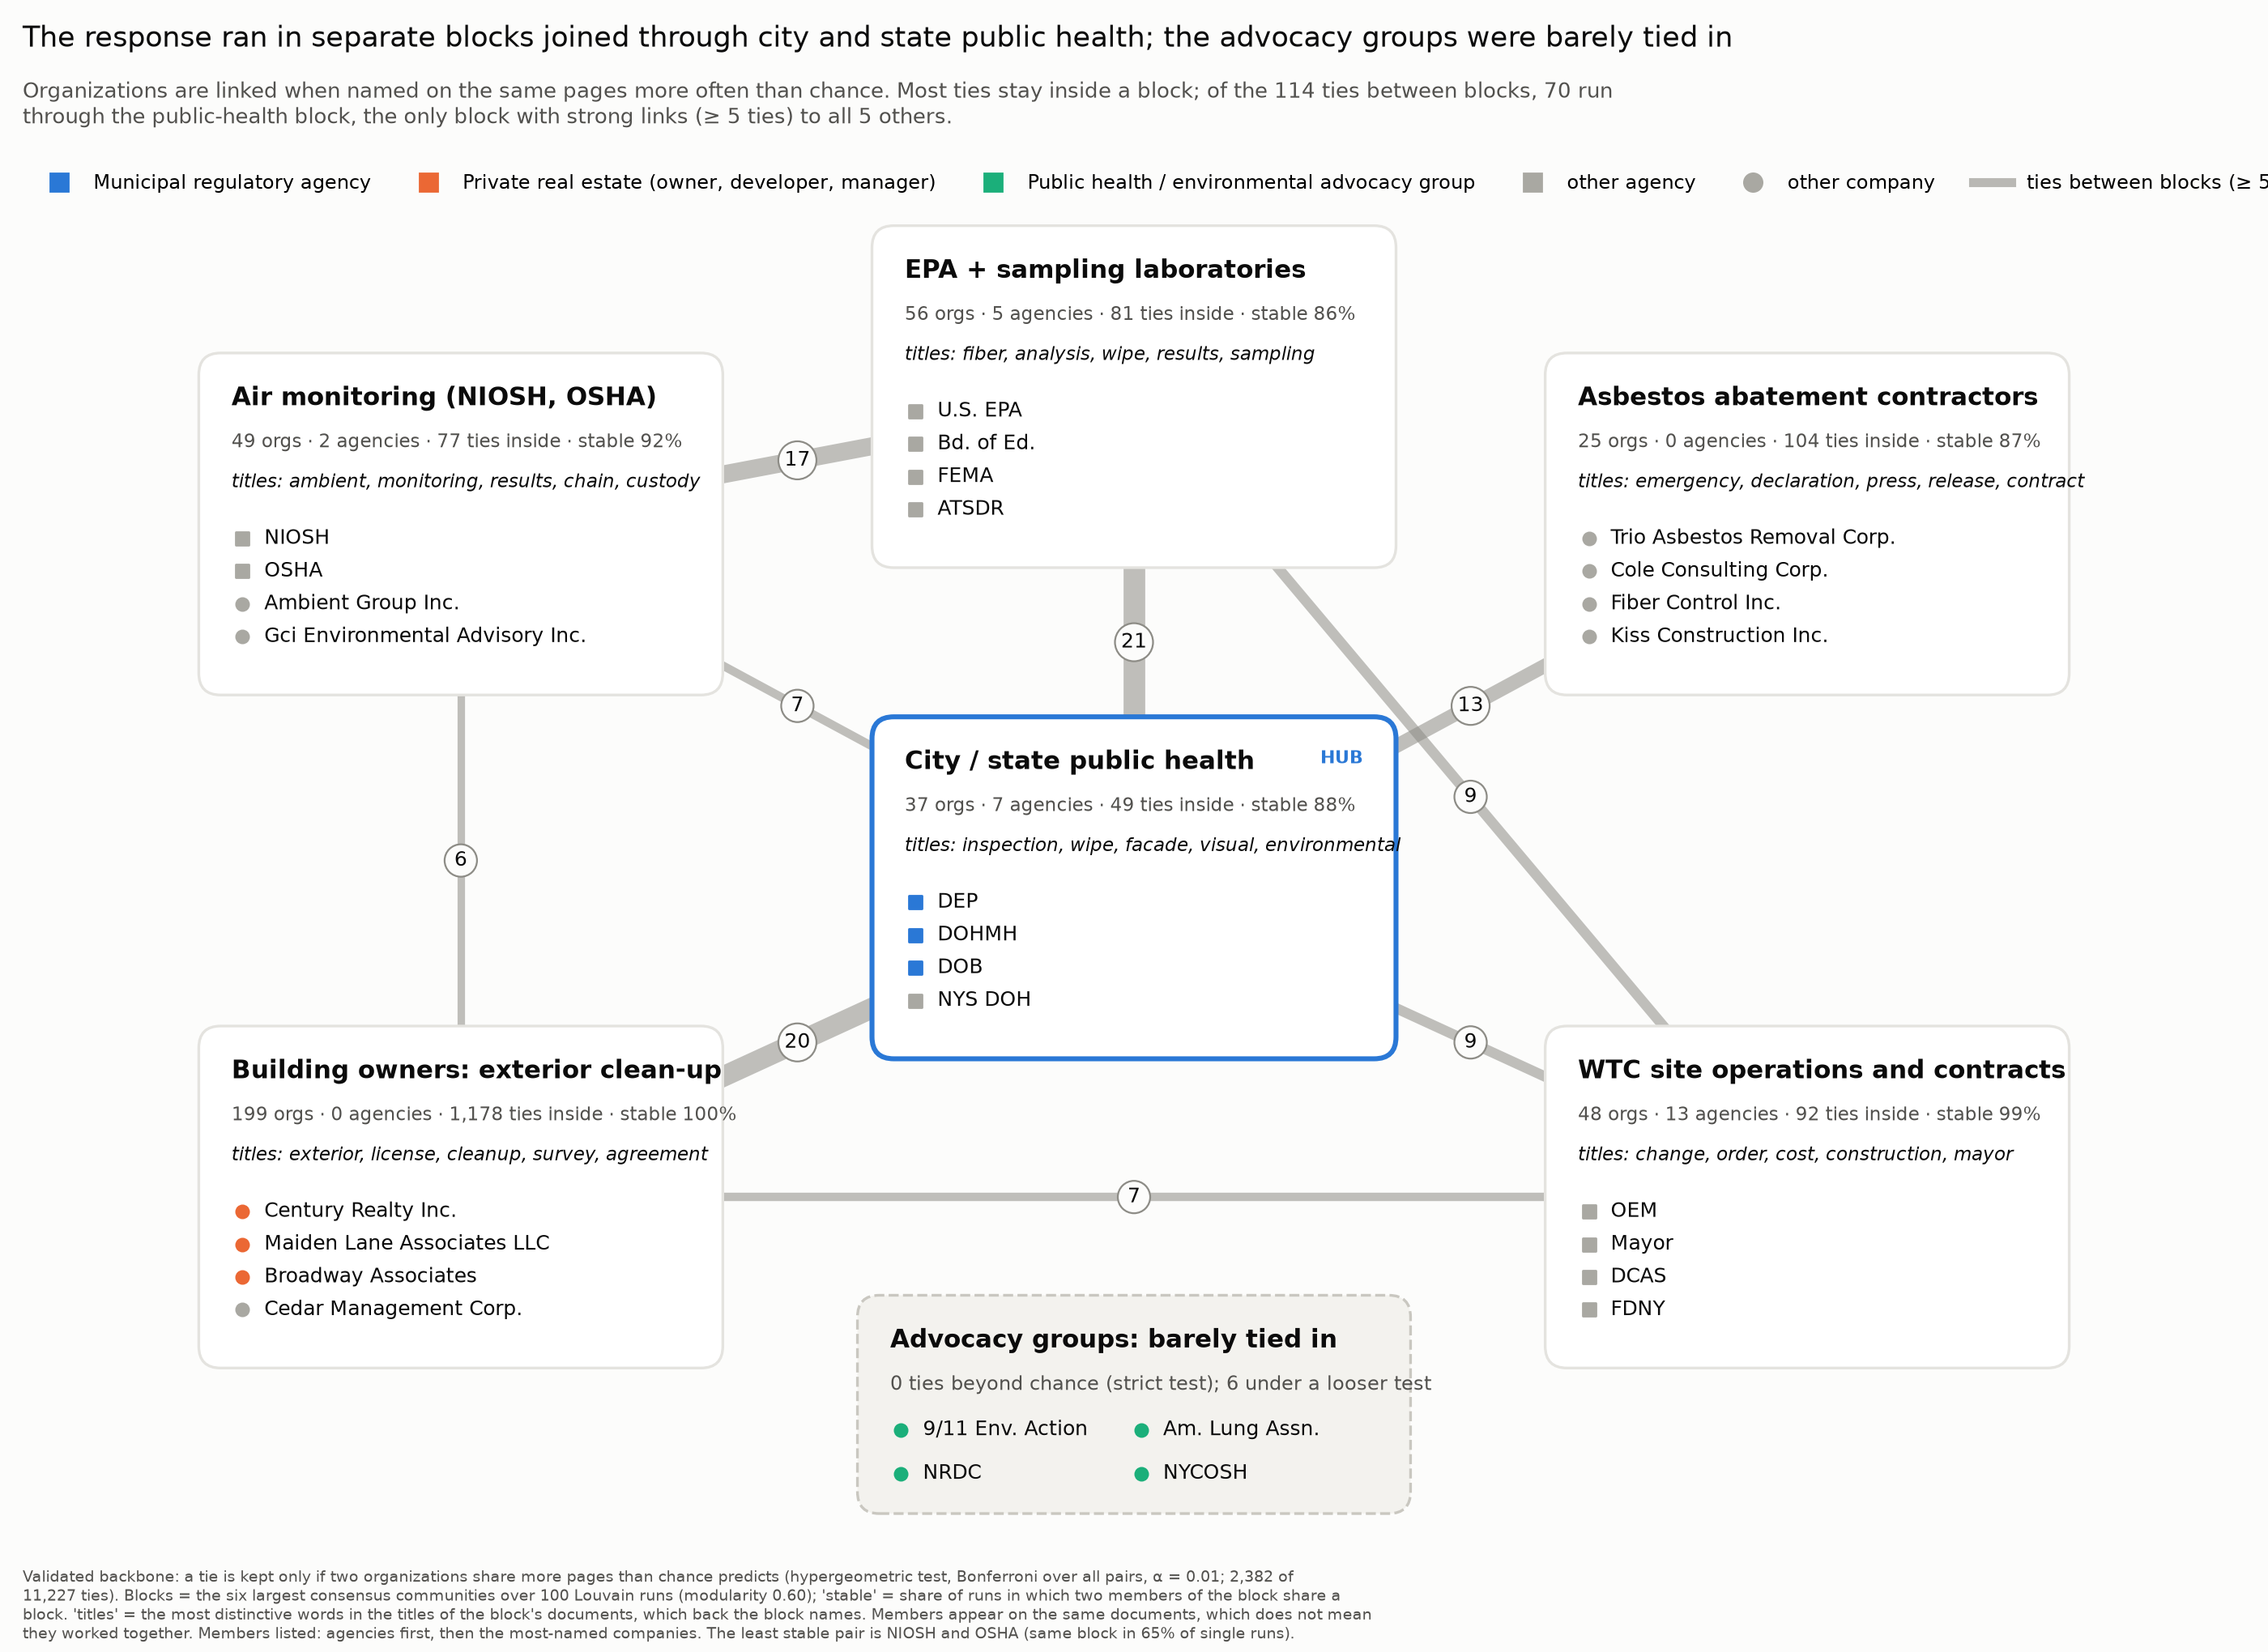 The response ran in separate blocks joined through city and state public health; the advocacy groups were barely tied in
Organizations are linked when named on the same pages more often than chance. Most ties stay inside a block; of the 114 ties between blocks, 70 run
through the public-health block, the only block with strong links (≥ 5 ties) to all 5 others.
Municipal regulatory agency
Private real estate (owner, developer, manager)
Public health / environmental advocacy group
other agency
other company
ties between blocks (≥ 5
EPA + sampling laboratories
56 orgs · 5 agencies · 81 ties inside · stable 86%
titles: fiber, analysis, wipe, results, sampling
U.S. EPA
Bd. of Ed.
FEMA
ATSDR
Air monitoring (NIOSH, OSHA)
49 orgs · 2 agencies · 77 ties inside · stable 92%
titles: ambient, monitoring, results, chain, custody
NIOSH
OSHA
Ambient Group Inc.
Gci Environmental Advisory Inc.
Asbestos abatement contractors
25 orgs · 0 agencies · 104 ties inside · stable 87%
titles: emergency, declaration, press, release, contract
Trio Asbestos Removal Corp.
Cole Consulting Corp.
Fiber Control Inc.
Kiss Construction Inc.
17
21
7
13
9
6
City / state public health
HUB
37 orgs · 7 agencies · 49 ties inside · stable 88%
titles: inspection, wipe, facade, visual, environmental
DEP
DOHMH
DOB
NYS DOH
20
9
7
Building owners: exterior clean-up
199 orgs · 0 agencies · 1,178 ties inside · stable 100%
titles: exterior, license, cleanup, survey, agreement
Century Realty Inc.
Maiden Lane Associates LLC
Broadway Associates
Cedar Management Corp.
WTC site operations and contracts
48 orgs · 13 agencies · 92 ties inside · stable 99%
titles: change, order, cost, construction, mayor
OEM
Mayor
DCAS
FDNY
Advocacy groups: barely tied in
0 ties beyond chance (strict test); 6 under a looser test
9/11 Env. Action
Am. Lung Assn.
NRDC
NYCOSH
Validated backbone: a tie is kept only if two organizations share more pages than chance predicts (hypergeometric test, Bonferroni over all pairs, α = 0.01; 2,382 of
11,227 ties). Blocks = the six largest consensus communities over 100 Louvain runs (modularity 0.60); 'stable' = share of runs in which two members of the block share a
block. 'titles' = the most distinctive words in the titles of the block's documents, which back the block names. Members appear on the same documents, which does not mean
they worked together. Members listed: agencies first, then the most-named companies. The least stable pair is NIOSH and OSHA (same block in 65% of single runs).